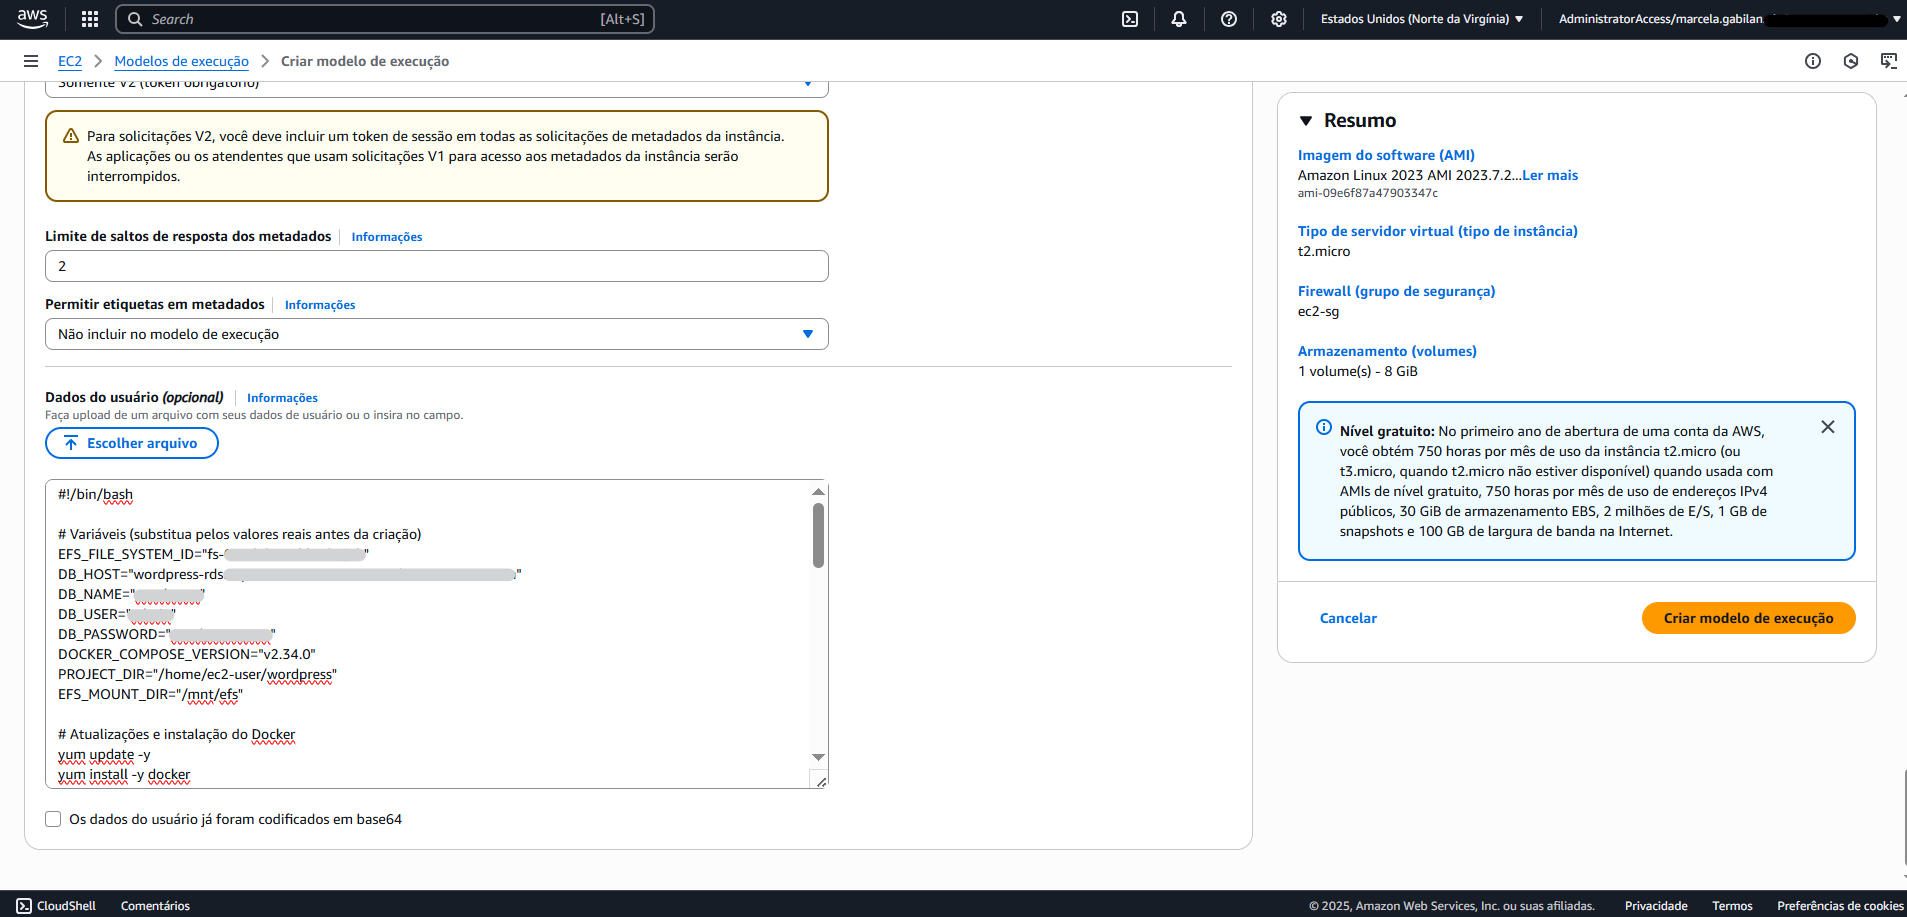 aws
Search [Alt+S]
Estados Unidos (Norte da Virgínia)
AdministratorAccess/marcela.gabilan
EC2 > Modelos de execução > Criar modelo de execução
Somente V2 (token obrigatório)
Para solicitações V2, você deve incluir um token de sessão em todas as solicitações de metadados da instância.
As aplicações ou os atendentes que usam solicitações V1 para acesso aos metadados da instância serão
interrompidos.
Limite de saltos de resposta dos metadados | Informações
2
Permitir etiquetas em metadados | Informações
Não incluir no modelo de execução
Dados do usuário (opcional) | Informações
Faça upload de um arquivo com seus dados de usuário ou o insira no campo.
Escolher arquivo
#!/bin/bash
# Variáveis (substitua pelos valores reais antes da criação)
EFS_FILE_SYSTEM_ID="fs-"
DB_HOST="wordpress-rds"
DB_NAME=""
DB_USER=""
DB_PASSWORD=""
DOCKER_COMPOSE_VERSION="v2.34.0"
PROJECT_DIR="/home/ec2-user/wordpress"
EFS_MOUNT_DIR="/mnt/efs"
# Atualizações e instalação do Docker
yum update -y
yum install -y docker
Os dados do usuário já foram codificados em base64
Resumo
Imagem do software (AMI)
Amazon Linux 2023 AMI 2023.7.2...Ler mais
ami-09e6f87a47903347c
Tipo de servidor virtual (tipo de instância)
t2.micro
Firewall (grupo de segurança)
ec2-sg
Armazenamento (volumes)
1 volume(s) - 8 GiB
Nível gratuito: No primeiro ano de abertura de uma conta da AWS,
você obtém 750 horas por mês de uso da instância t2.micro (ou
t3.micro, quando t2.micro não estiver disponível) quando usada com
AMIs de nível gratuito, 750 horas por mês de uso de endereços IPv4
públicos, 30 GiB de armazenamento EBS, 2 milhões de E/S, 1 GB de
snapshots e 100 GB de largura de banda na Internet.
Cancelar
Criar modelo de execução
CloudShell Comentários
© 2025, Amazon Web Services, Inc. ou suas afiliadas. Privacidade Termos Preferências de cookies